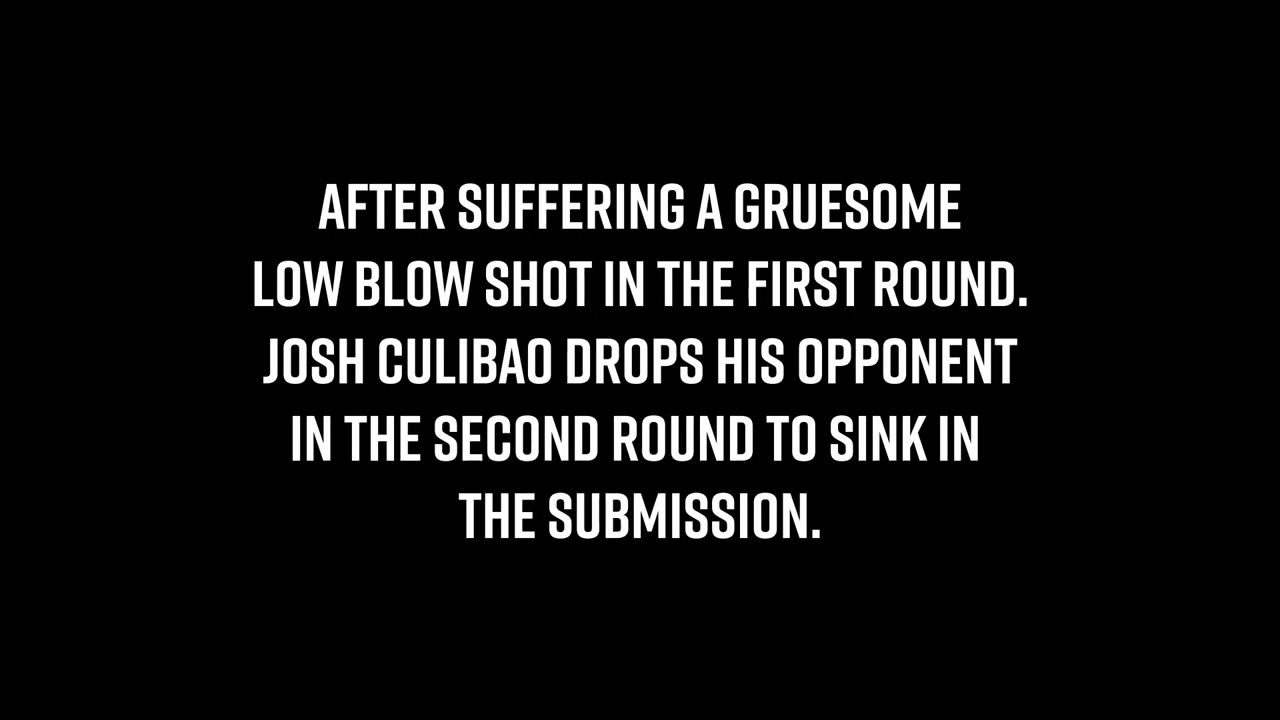 AFTER SUFFERING A GRUESOME
LOW BLOW SHOT IN THE FIRST ROUND.
JOSH CULIBAO DROPS HIS OPPONENT
IN THE SECOND ROUND TO SINK IN
THE SUBMISSION.